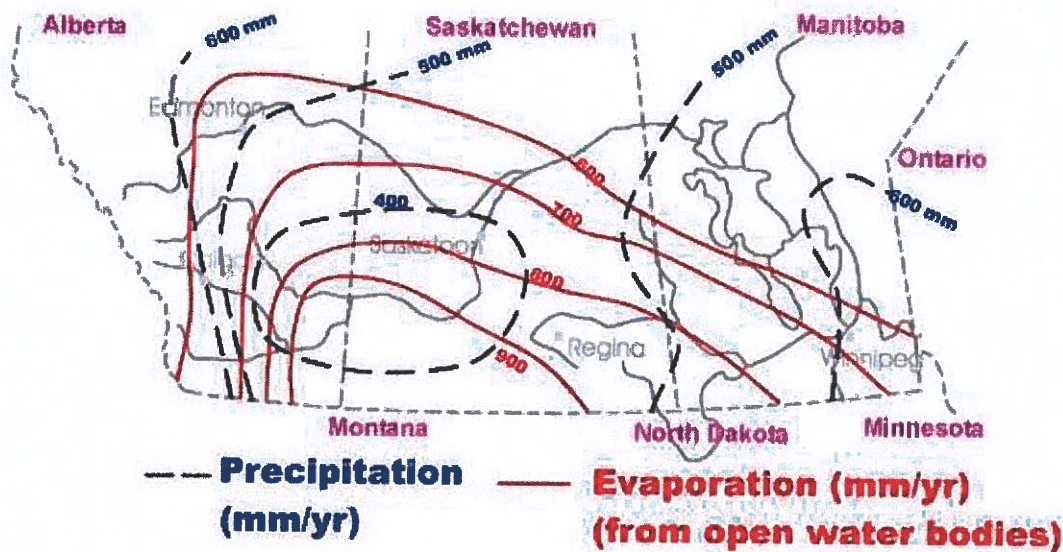 Alberta
600 mm
Saskatchewan
500 mm
500 mm
Manitoba
Edmonton
Ontario
600
700
400
500 mm
Saskatoon
800
Regina
900
Winnipeg
Montana
North Dakota
Minnesota
Precipitation
(mm/yr)
Evaporation (mm/yr)
(from open water bodies)